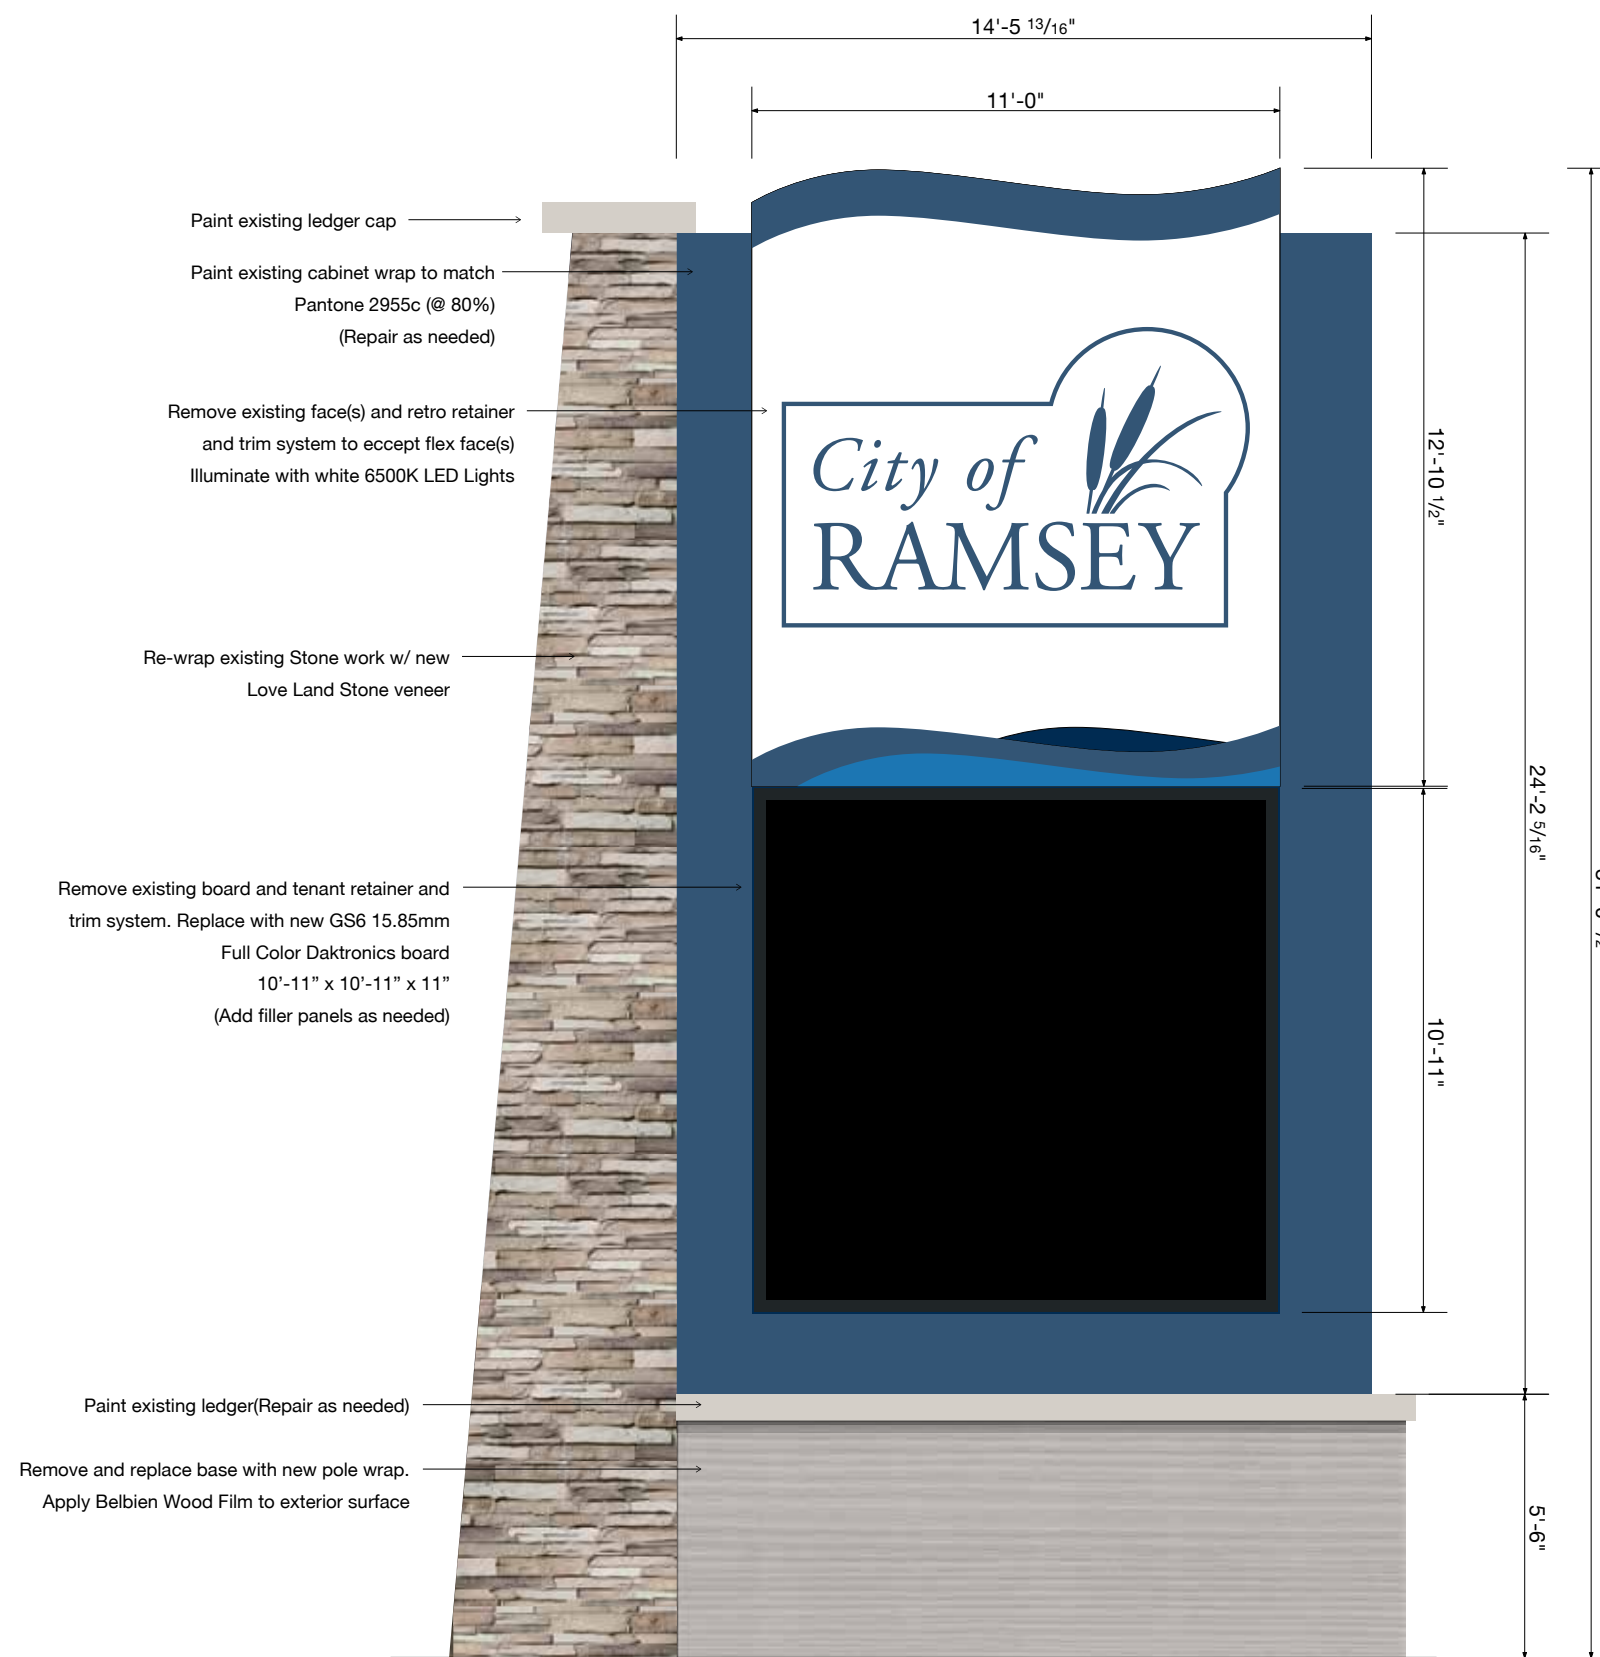 14'-5 13/16"
11'-0"
Paint existing ledger cap
Paint existing cabinet wrap to match
Pantone 2955c (@ 80%)
(Repair as needed)
Remove existing face(s) and retro retainer
and trim system to eccept flex face(s)
Illuminate with white 6500K LED Lights
City of
RAMSEY
12'-10 1/2"
Re-wrap existing Stone work w/ new
Love Land Stone veneer
24'-2 5/16"
Remove existing board and tenant retainer and
trim system. Replace with new GS6 15.85mm
Full Color Daktronics board
10’-11” x 10’-11” x 11”
(Add filler panels as needed)
10'-11"
Paint existing ledger(Repair as needed)
Remove and replace base with new pole wrap.
Apply Belbien Wood Film to exterior surface
5'-6"